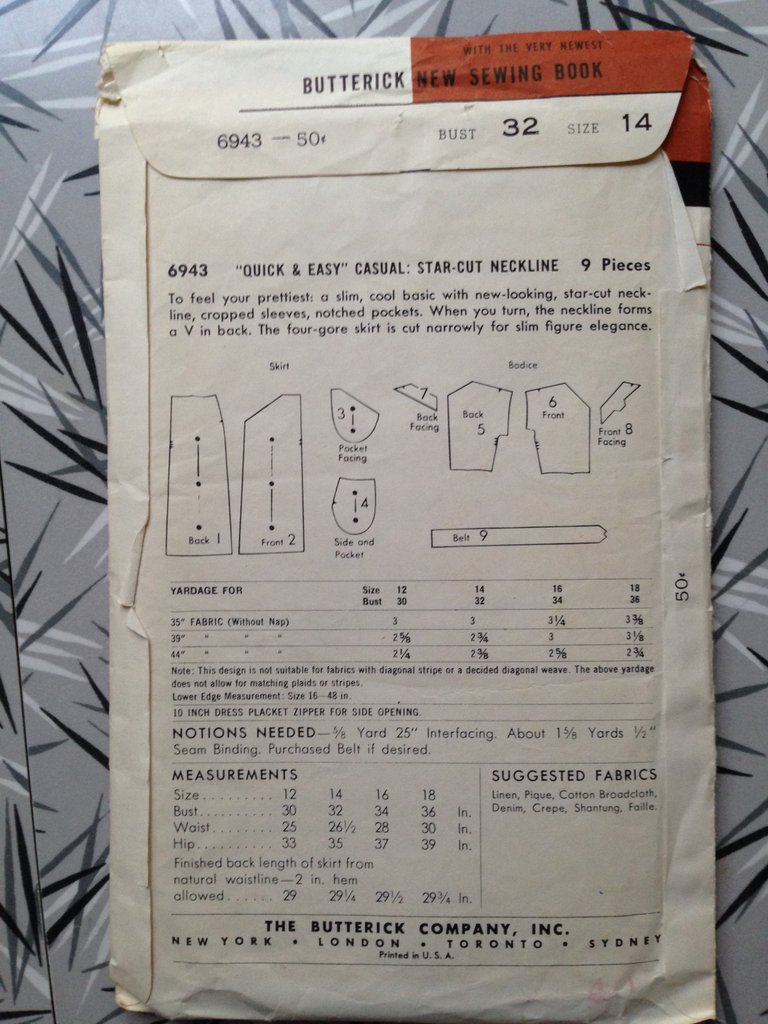 WITH THE VERY NEWEST
BUTTERICK NEW SEWING BOOK
6943 — 50¢ BUST 32 SIZE 14
6943 "QUICK & EASY" CASUAL: STAR-CUT NECKLINE 9 Pieces
To feel your prettiest: a slim, cool basic with new-looking, star-cut neck-
line, cropped sleeves, notched pockets. When you turn, the neckline forms
a V in back. The four-gore skirt is cut narrowly for slim figure elegance.
Skirt Bodice
Back 1
Front 2
3
Pocket
Facing
4
Side and
Pocket
7
Back
Facing
Back
5
6
Front
Front 8
Facing
Belt 9
50¢
YARDAGE FOR Size 12 14 16 18
Bust 30 32 34 36
35" FABRIC (Without Nap) 3 3 3¼ 3⅜
39" " " " 2⅝ 2¾ 3 3⅛
44" " " " 2¼ 2⅜ 2⅝ 2¾
Note: This design is not suitable for fabrics with diagonal stripe or a decided diagonal weave. The above yardage
does not allow for matching plaids or stripes.
Lower Edge Measurement: Size 16—48 in.
10 INCH DRESS PLACKET ZIPPER FOR SIDE OPENING.
NOTIONS NEEDED—⅝ Yard 25" Interfacing. About 1⅝ Yards ½"
Seam Binding. Purchased Belt if desired.
MEASUREMENTS
Size.......... 12 14 16 18
Bust.......... 30 32 34 36 In.
Waist......... 25 26½ 28 30 In.
Hip........... 33 35 37 39 In.
Finished back length of skirt from
natural waistline—2 in. hem
allowed...... 29 29¼ 29½ 29¾ In.
SUGGESTED FABRICS
Linen, Pique, Cotton Broadcloth,
Denim, Crepe, Shantung, Faille.
THE BUTTERICK COMPANY, INC.
NEW YORK • LONDON • TORONTO • SYDNEY
Printed in U. S. A.